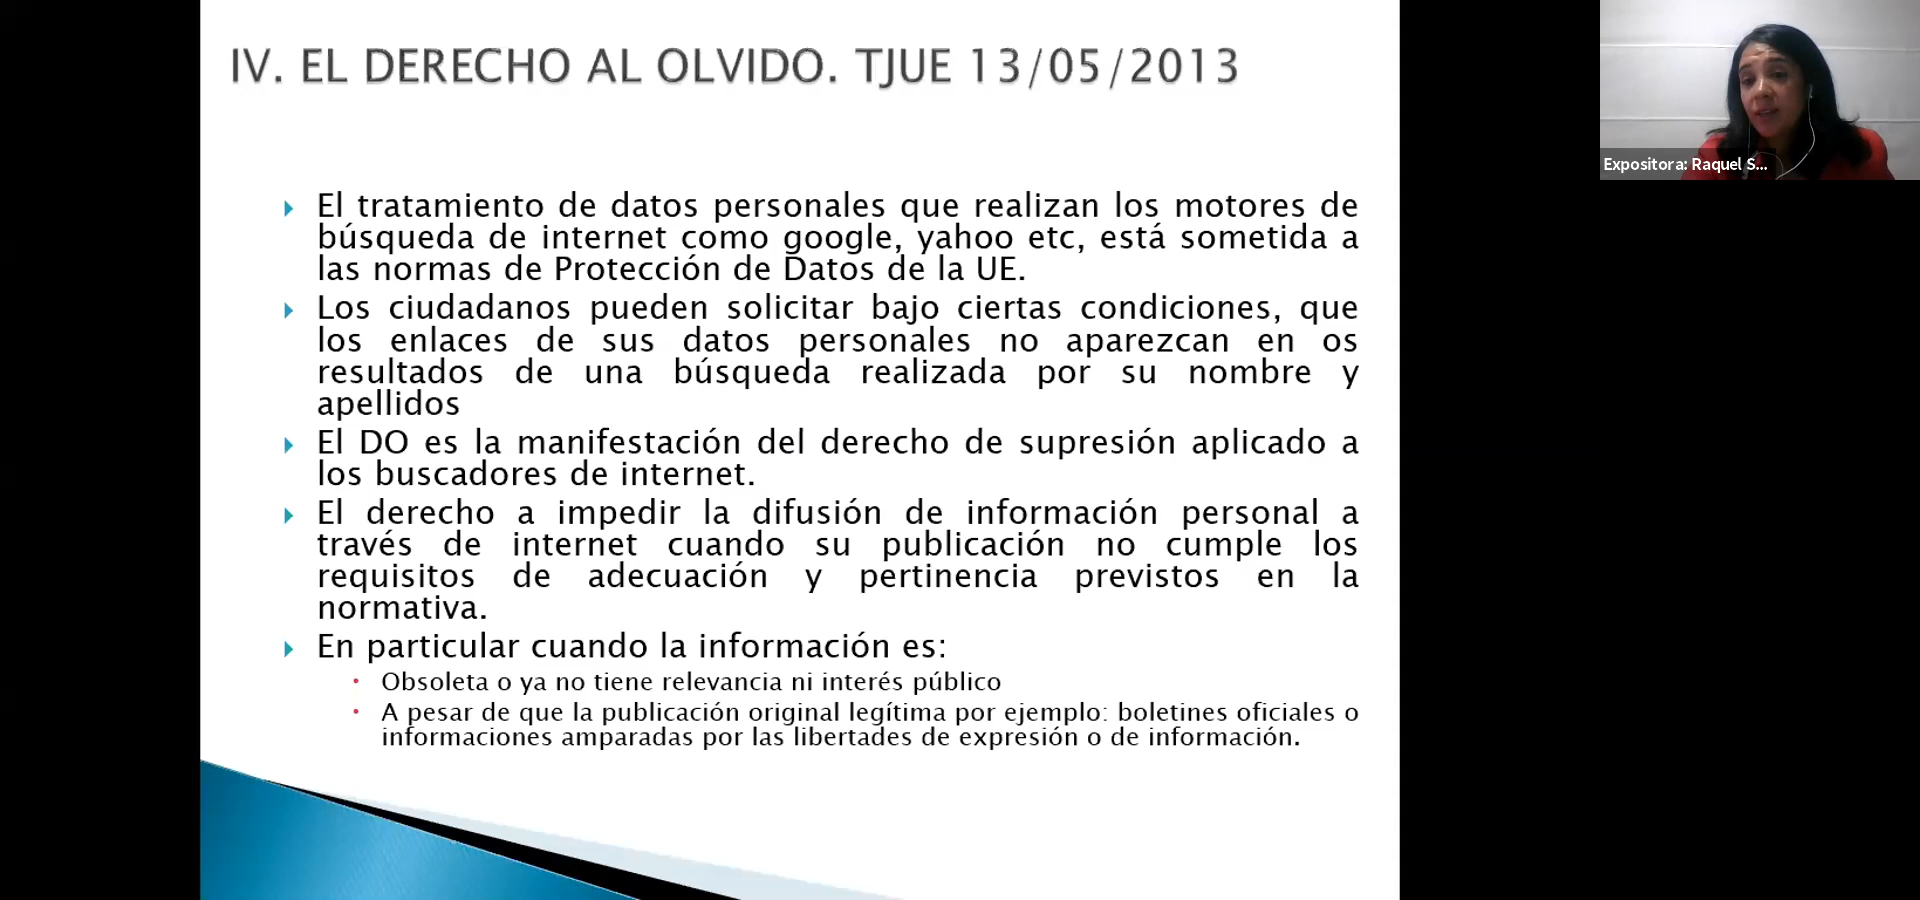 IV. EL DERECHO AL OLVIDO. TJUE 13/05/2013
Expositora: Raquel S...
El tratamiento de datos personales que realizan los motores de
búsqueda de internet como google, yahoo etc, está sometida a
las normas de Protección de Datos de la UE.
Los ciudadanos pueden solicitar bajo ciertas condiciones, que
los enlaces de sus datos personales no aparezcan en os
resultados de una búsqueda realizada por su nombre y
apellidos
El DO es la manifestación del derecho de supresión aplicado a
los buscadores de internet.
El derecho a impedir la difusión de información personal a
través de internet cuando su publicación no cumple los
requisitos de adecuación y pertinencia previstos en la
normativa.
En particular cuando la información es:
Obsoleta o ya no tiene relevancia ni interés público
A pesar de que la publicación original legítima por ejemplo: boletines oficiales o
informaciones amparadas por las libertades de expresión o de información.